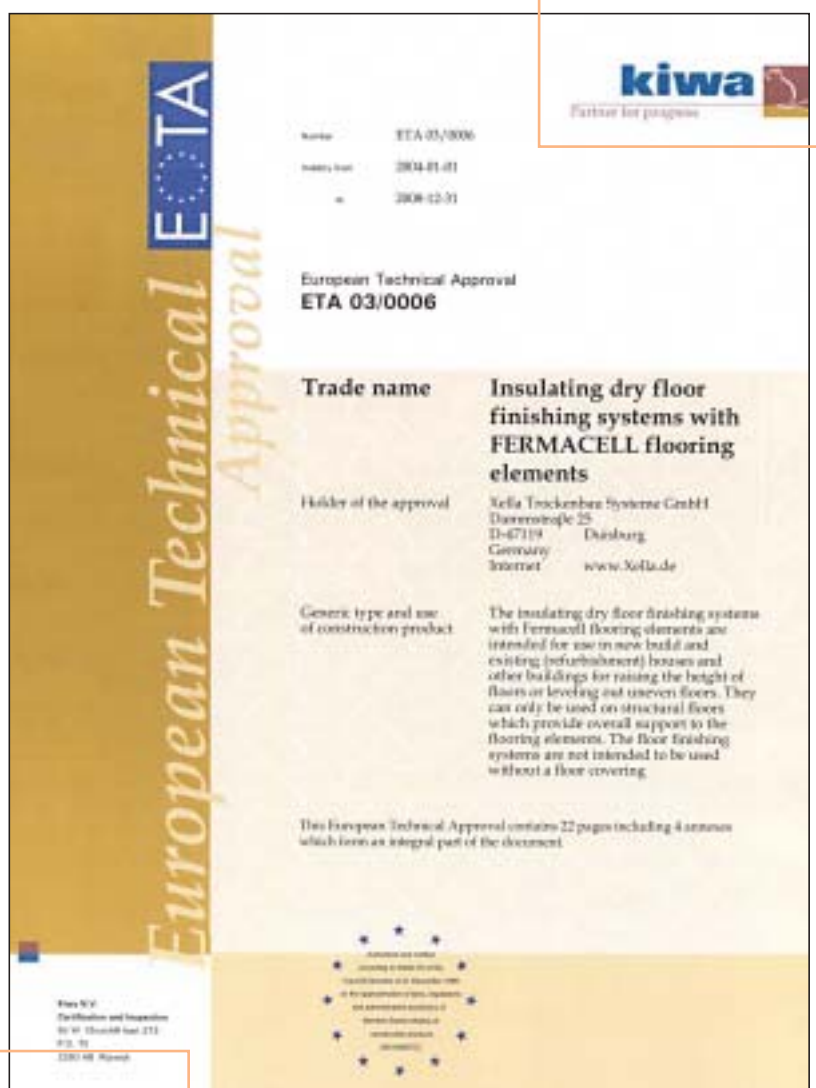 kiwa
Partner for progress
EOTA
European Technical
Approval
Number ETA 03/0006
Validity from 2004-01-01
to 2008-12-31
European Technical Approval
ETA 03/0006
Trade name
Insulating dry floor
finishing systems with
FERMACELL flooring
elements
Holder of the approval
Xella Trockenbau Systeme GmbH
25
D-47119 Duisburg
Germany
Internet www.Xella.de
Generic type and use
of construction product
The insulating dry floor finishing systems
with Fermacell flooring elements are
intended for use in new build and
existing (refurbishment) houses and
other buildings for raising the height of
floors or leveling out uneven floors. They
can only be used on structural floors
which provide overall support to the
flooring elements. The floor finishing
systems are not intended to be used
without a floor covering
This European Technical Approval contains 22 pages including 4 annexes
which form an integral part of the document
Kiwa N.V.
Certification and Inspection